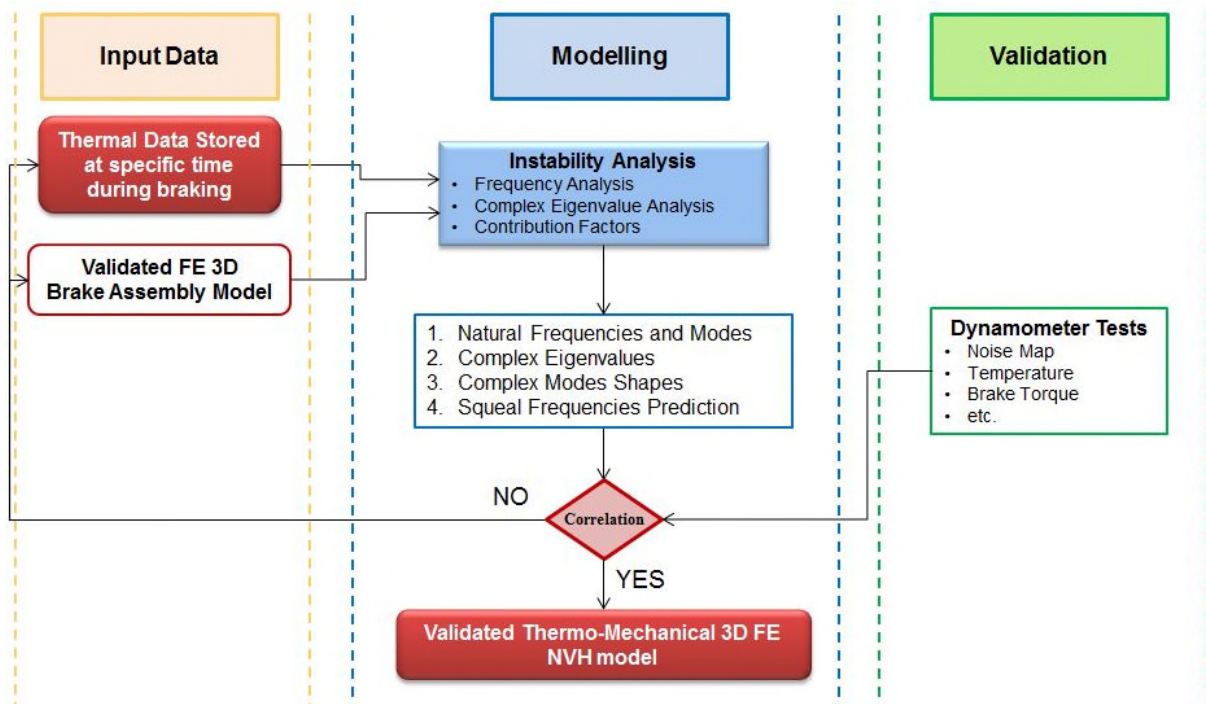 Input Data
Modelling
Validation
Thermal Data Stored
at specific time
during braking
Instability Analysis
• Frequency Analysis
• Complex Eigenvalue Analysis
• Contribution Factors
Validated FE 3D
Brake Assembly Model
1. Natural Frequencies and Modes
2. Complex Eigenvalues
3. Complex Modes Shapes
4. Squeal Frequencies Prediction
Dynamometer Tests
• Noise Map
• Temperature
• Brake Torque
• etc.
NO
Correlation
YES
Validated Thermo-Mechanical 3D FE
NVH model